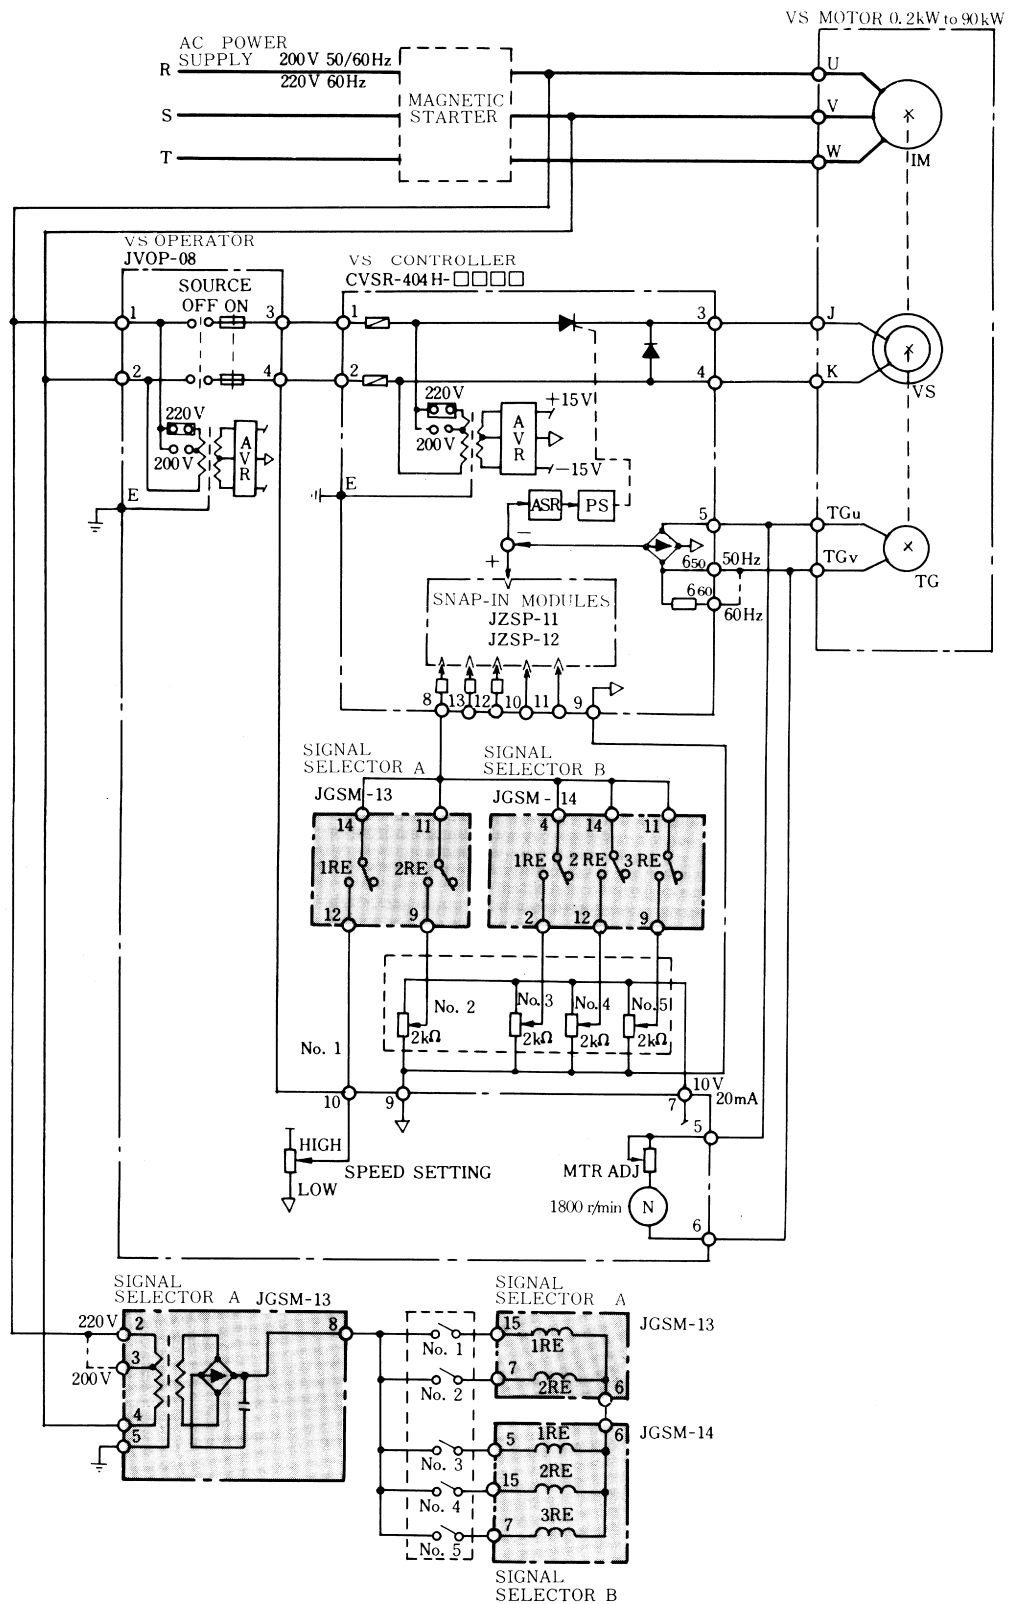 VS MOTOR 0.2kW to 90kW
AC POWER
SUPPLY
200V 50/60Hz
220V 60Hz
R
S
T
MAGNETIC
STARTER
U
V
W
IM
VS OPERATOR
JVOP-08
SOURCE
OFF ON
1
3
2
4
220V
200V
AVR
E
VS CONTROLLER
CVSR-404H-□□□□
1
3
2
4
220V
200V
AVR
+15V
-15V
E
J
K
VS
ASR
PS
5
TGu
-
+
6 50
50Hz
TGv
6 60
60Hz
TG
SNAP-IN MODULES
JZSP-11
JZSP-12
8
13
12
10
11
9
SIGNAL
SELECTOR A
JGSM-13
SIGNAL
SELECTOR B
JGSM-14
14
11
4
14
11
1RE
2RE
1RE
2RE
3RE
12
9
2
12
9
No. 2
No. 3
No. 4
No. 5
2kΩ
2kΩ
2kΩ
2kΩ
No. 1
10
9
7
10V
20mA
HIGH
LOW
SPEED SETTING
5
MTR ADJ
1800 r/min
N
6
SIGNAL
SELECTOR A JGSM-13
220V
2
3
200V
4
5
8
No. 1
No. 2
No. 3
No. 4
No. 5
SIGNAL
SELECTOR A
JGSM-13
15
1RE
7
2RE
6
JGSM-14
6
5
1RE
15
2RE
7
3RE
SIGNAL
SELECTOR B